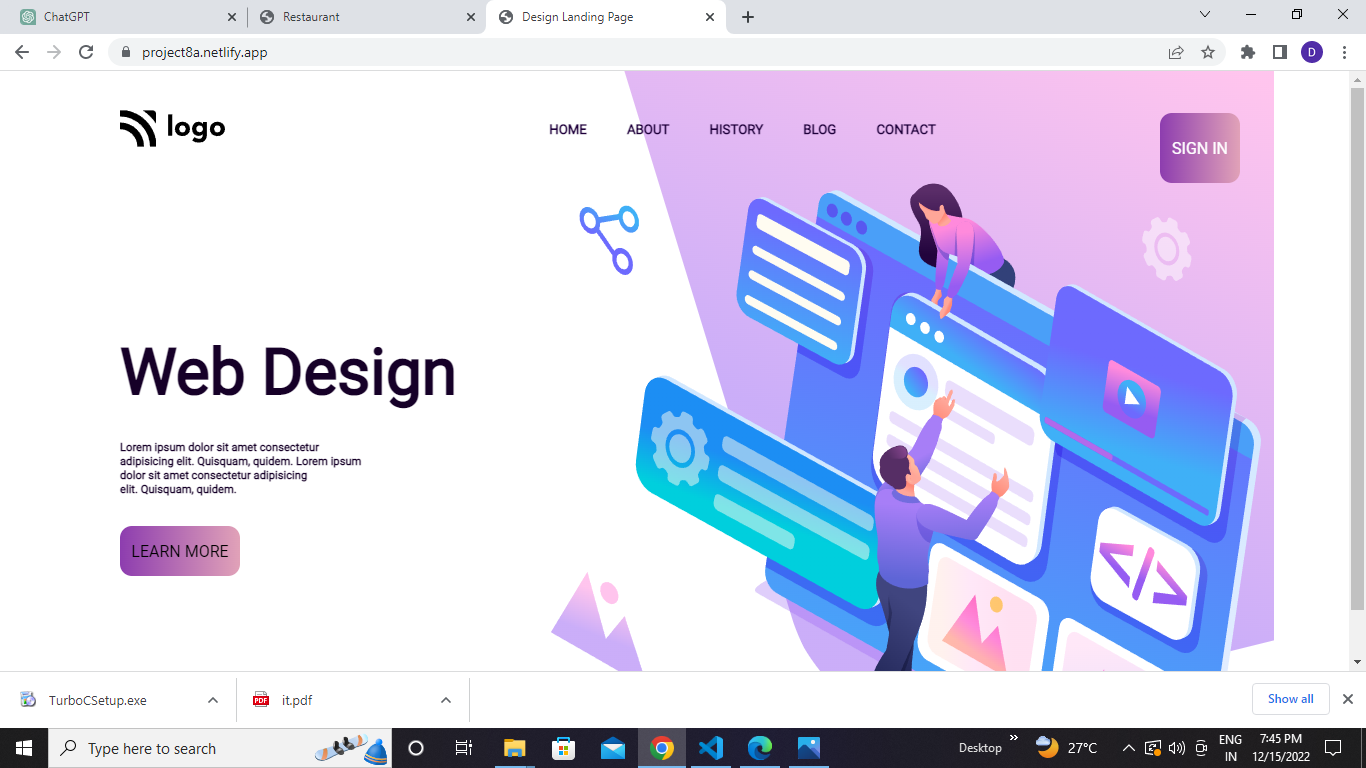 ChatGPT
Restaurant
Design Landing Page
project8a.netlify.app
D
logo
HOME
ABOUT
HISTORY
BLOG
CONTACT
SIGN IN
Web Design
Lorem ipsum dolor sit amet consectetur
adipisicing elit. Quisquam, quidem. Lorem ipsum
dolor sit amet consectetur adipisicing
elit. Quisquam, quidem.
LEARN MORE
TurboCSetup.exe
PDF
it.pdf
Show all
Type here to search
Desktop
27°C
ENG
IN
7:45 PM
12/15/2022